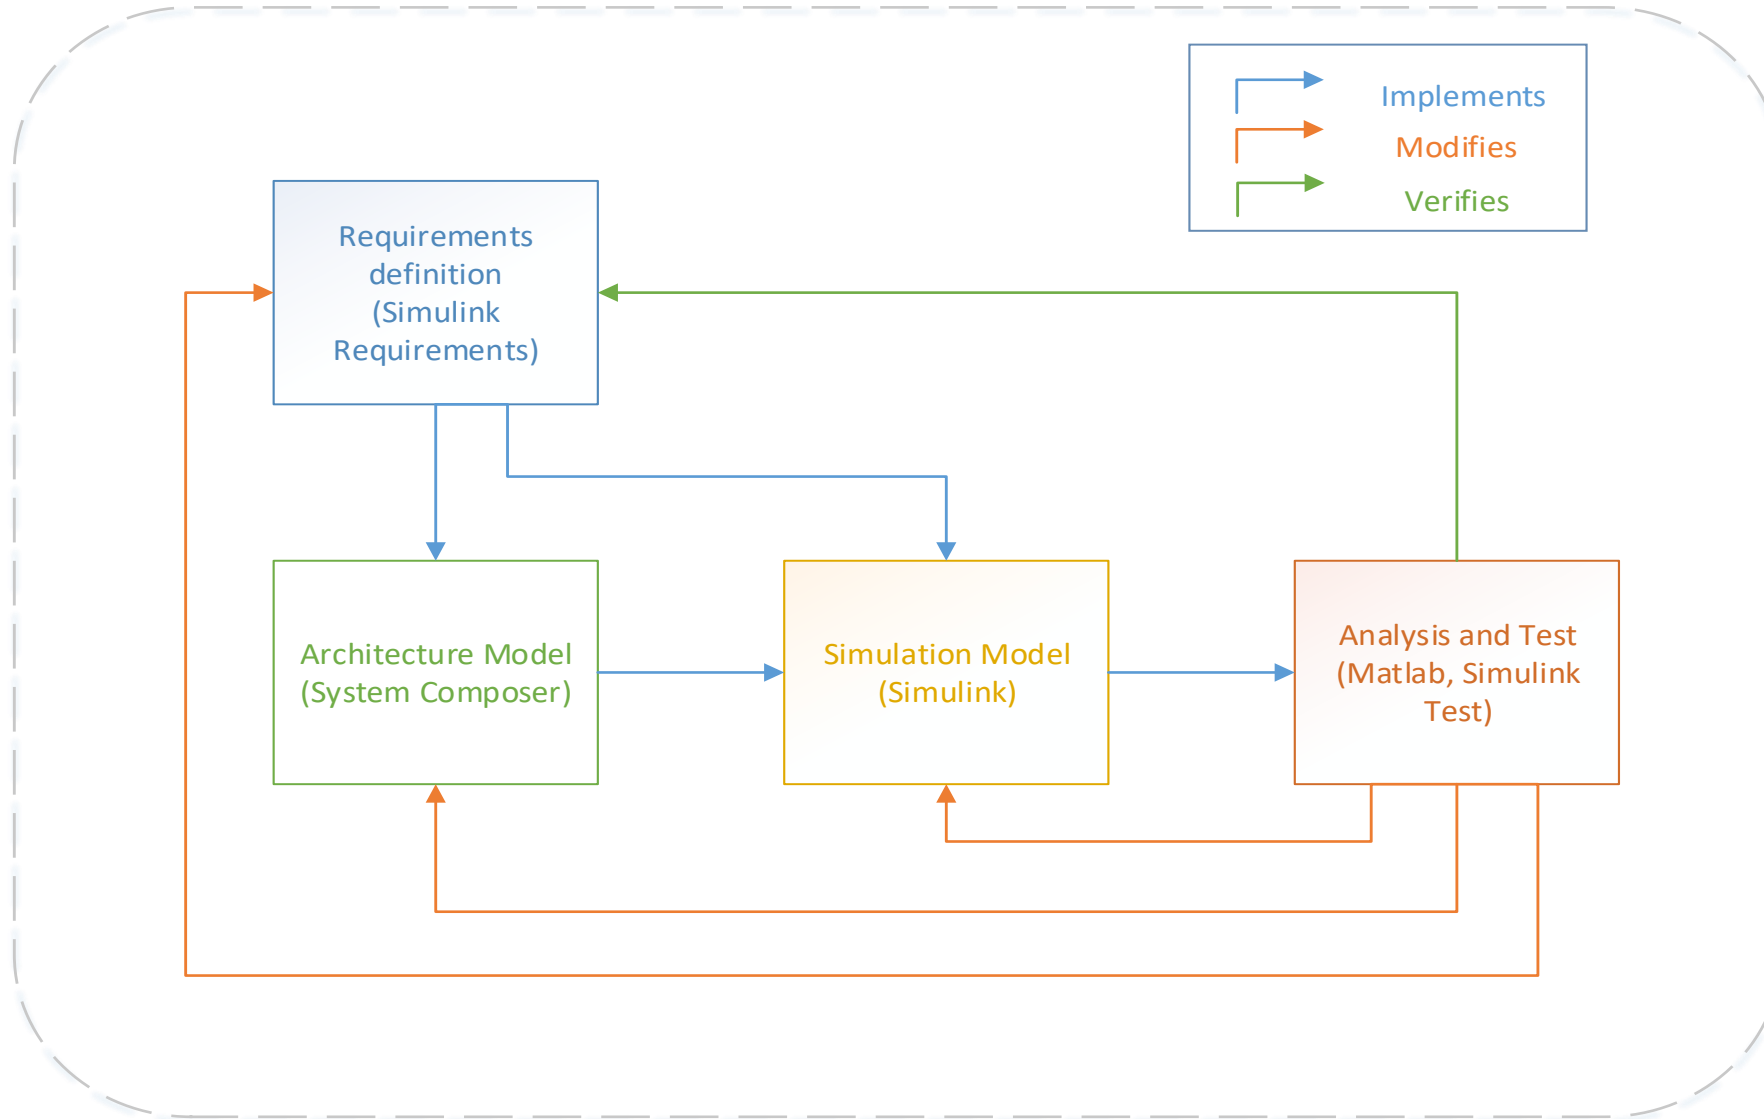 Implements
Modifies
Verifies
Requirements
definition
(Simulink
Requirements)
Architecture Model
(System Composer)
Simulation Model
(Simulink)
Analysis and Test
(Matlab, Simulink
Test)